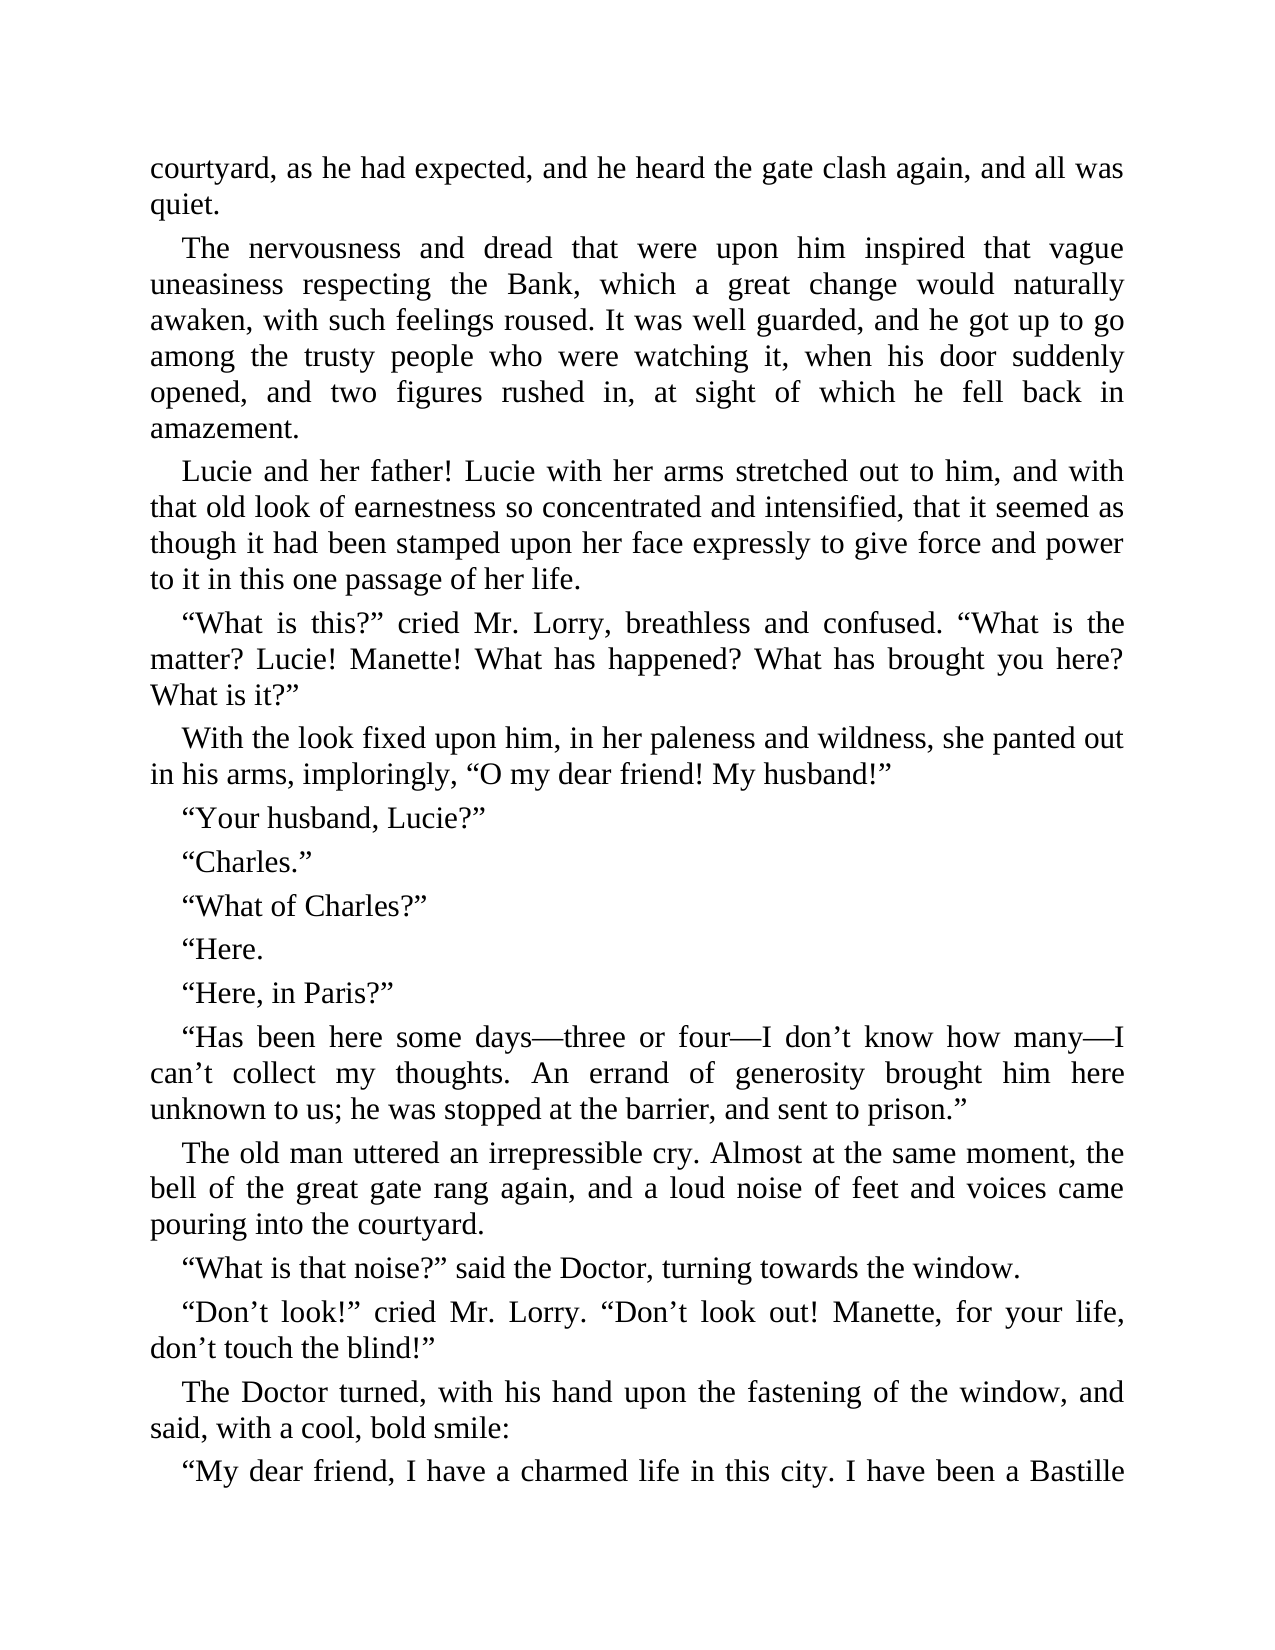 courtyard, as he had expected, and he heard the gate clash again, and all was
quiet.
The nervousness and dread that were upon him inspired that vague
uneasiness respecting the Bank, which a great change would naturally
awaken, with such feelings roused. It was well guarded, and he got up to go
among the trusty people who were watching it, when his door suddenly
opened, and two figures rushed in, at sight of which he fell back in
amazement.
Lucie and her father! Lucie with her arms stretched out to him, and with
that old look of earnestness so concentrated and intensified, that it seemed as
though it had been stamped upon her face expressly to give force and power
to it in this one passage of her life.
“What is this?” cried Mr. Lorry, breathless and confused. “What is the
matter? Lucie! Manette! What has happened? What has brought you here?
What is it?”
With the look fixed upon him, in her paleness and wildness, she panted out
in his arms, imploringly, “O my dear friend! My husband!”
“Your husband, Lucie?”
“Charles.”
“What of Charles?”
“Here.
“Here, in Paris?”
“Has been here some days—three or four—I don’t know how many—I
can’t collect my thoughts. An errand of generosity brought him here
unknown to us; he was stopped at the barrier, and sent to prison.”
The old man uttered an irrepressible cry. Almost at the same moment, the
bell of the great gate rang again, and a loud noise of feet and voices came
pouring into the courtyard.
“What is that noise?” said the Doctor, turning towards the window.
“Don’t look!” cried Mr. Lorry. “Don’t look out! Manette, for your life,
don’t touch the blind!”
The Doctor turned, with his hand upon the fastening of the window, and
said, with a cool, bold smile:
“My dear friend, I have a charmed life in this city. I have been a Bastille